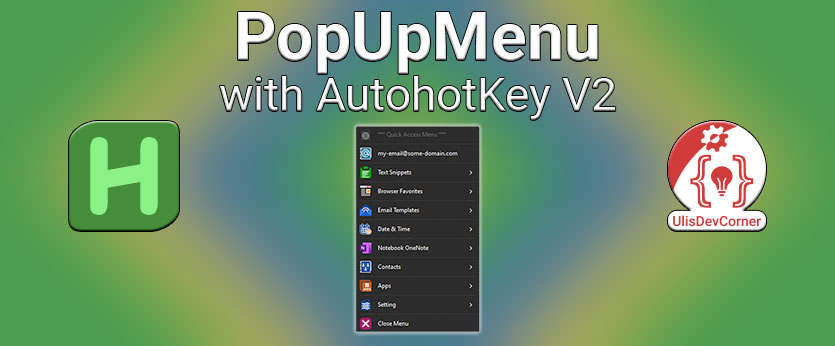 PopUpMenu
with AutohotKey V2
H
*** Quick Access Menu ***
my-email@some-domain.com
Text Snippets
Browser Favorites
Email Templates
Date & Time
Notebook OneNote
Contacts
Apps
Setting
Close Menu
UlisDevCorner